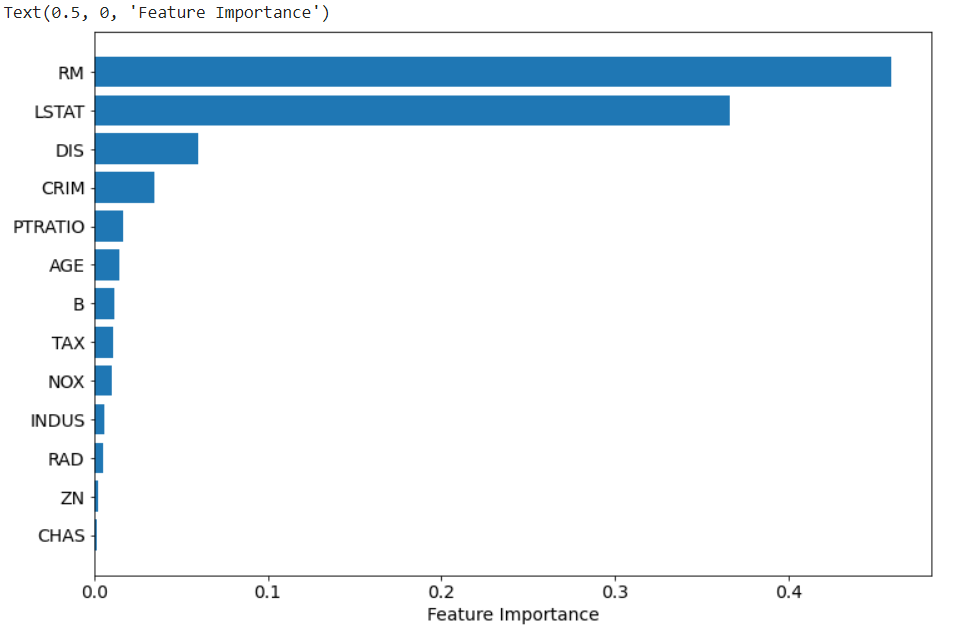 Text(0.5, 0, 'Feature Importance')
RM
LSTAT
DIS
CRIM
PTRATIO
AGE
B
TAX
NOX
INDUS
RAD
ZN
CHAS
0.0 0.1 0.2 0.3 0.4
Feature Importance